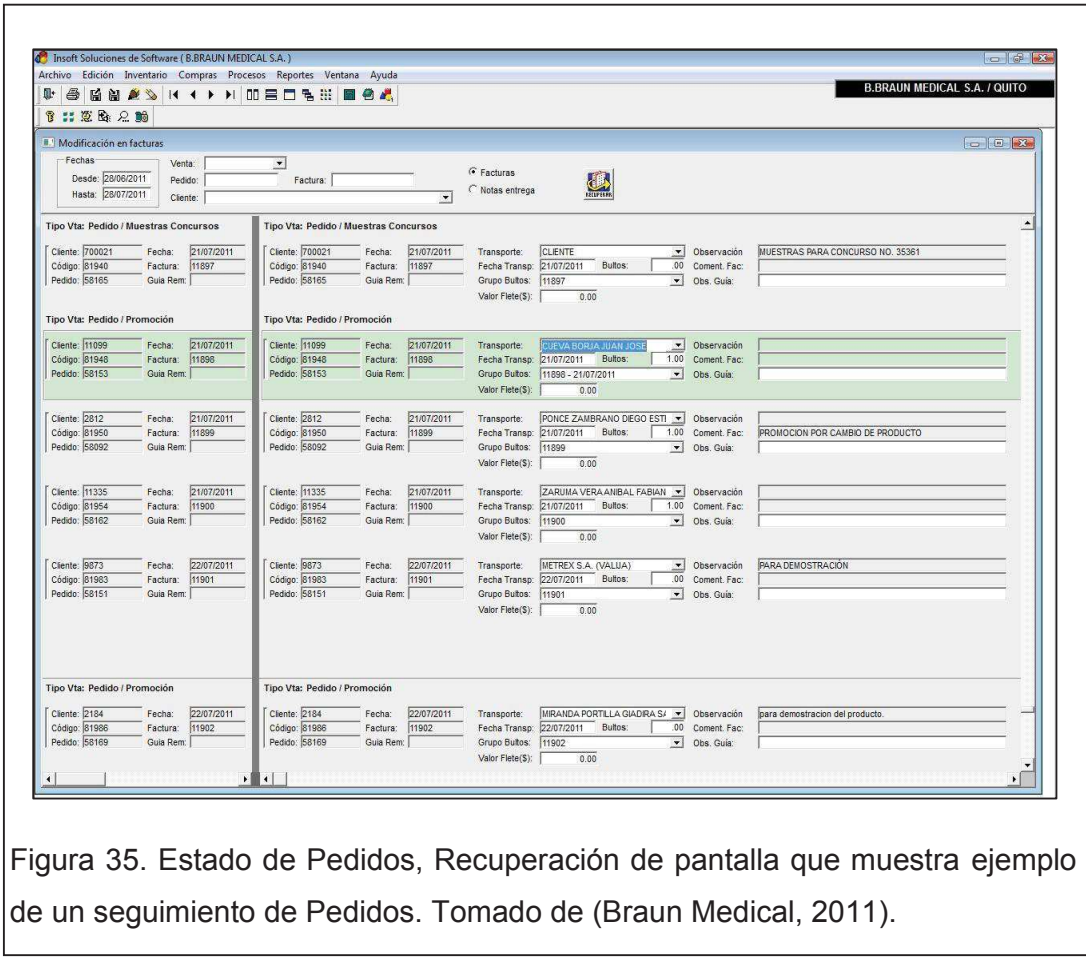 Insoft Soluciones de Software ( B.BRAUN MEDICAL S.A. )
Archivo Edición Inventario Compras Procesos Reportes Ventana Ayuda
B.BRAUN MEDICAL S.A. / QUITO
Modificación en facturas
Fechas Venta:
Desde: 28/06/2011 Pedido: Factura: Facturas
Hasta: 28/07/2011 Cliente: Notas entrega RECUPERAR
Tipo Vta: Pedido / Muestras Concursos Tipo Vta: Pedido / Muestras Concursos
Cliente: 700021 Fecha: 21/07/2011 Cliente: 700021 Fecha: 21/07/2011 Transporte: CLIENTE Observación MUESTRAS PARA CONCURSO NO. 35361
Código: 81940 Factura: 11897 Código: 81940 Factura: 11897 Fecha Transp: 21/07/2011 Bultos: .00 Coment. Fac:
Pedido: 58165 Guia Rem: Pedido: 58165 Guia Rem: Grupo Bultos: 11897 Obs. Guía:
Valor Flete($): 0.00
Tipo Vta: Pedido / Promoción Tipo Vta: Pedido / Promoción
Cliente: 11099 Fecha: 21/07/2011 Cliente: 11099 Fecha: 21/07/2011 Transporte: CUEVA BORJA JUAN JOSE Observación
Código: 81948 Factura: 11898 Código: 81948 Factura: 11898 Fecha Transp: 21/07/2011 Bultos: 1.00 Coment. Fac:
Pedido: 58153 Guia Rem: Pedido: 58153 Guia Rem: Grupo Bultos: 11898 - 21/07/2011 Obs. Guía:
Valor Flete($): 0.00
Cliente: 2812 Fecha: 21/07/2011 Cliente: 2812 Fecha: 21/07/2011 Transporte: PONCE ZAMBRANO DIEGO ESTI Observación
Código: 81950 Factura: 11899 Código: 81950 Factura: 11899 Fecha Transp: 21/07/2011 Bultos: 1.00 Coment. Fac: PROMOCION POR CAMBIO DE PRODUCTO
Pedido: 58092 Guia Rem: Pedido: 58092 Guia Rem: Grupo Bultos: 11899 Obs. Guía:
Valor Flete($): 0.00
Cliente: 11335 Fecha: 21/07/2011 Cliente: 11335 Fecha: 21/07/2011 Transporte: ZARUMA VERA ANIBAL FABIAN Observación
Código: 81954 Factura: 11900 Código: 81954 Factura: 11900 Fecha Transp: 21/07/2011 Bultos: 1.00 Coment. Fac:
Pedido: 58162 Guia Rem: Pedido: 58162 Guia Rem: Grupo Bultos: 11900 Obs. Guía:
Valor Flete($): 0.00
Cliente: 9873 Fecha: 22/07/2011 Cliente: 9873 Fecha: 22/07/2011 Transporte: METREX S.A. (VALIJA) Observación PARA DEMOSTRACIÓN
Código: 81983 Factura: 11901 Código: 81983 Factura: 11901 Fecha Transp: 22/07/2011 Bultos: .00 Coment. Fac:
Pedido: 58151 Guia Rem: Pedido: 58151 Guia Rem: Grupo Bultos: 11901 Obs. Guía:
Valor Flete($): 0.00
Tipo Vta: Pedido / Promoción Tipo Vta: Pedido / Promoción
Cliente: 2184 Fecha: 22/07/2011 Cliente: 2184 Fecha: 22/07/2011 Transporte: MIRANDA PORTILLA GIADIRA SA Observación para demostracion del producto.
Código: 81986 Factura: 11902 Código: 81986 Factura: 11902 Fecha Transp: 22/07/2011 Bultos: .00 Coment. Fac:
Pedido: 58169 Guia Rem: Pedido: 58169 Guia Rem: Grupo Bultos: 11902 Obs. Guía:
Valor Flete($): 0.00
Figura 35. Estado de Pedidos, Recuperación de pantalla que muestra ejemplo
de un seguimiento de Pedidos. Tomado de (Braun Medical, 2011).